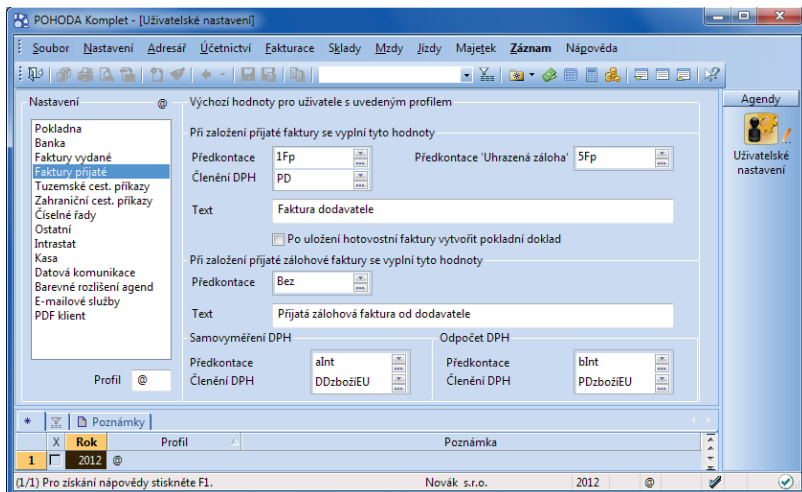 POHODA Komplet - [Uživatelské nastavení]
Soubor Nastavení Adresář Účetnictví Fakturace Sklady Mzdy Jízdy Majetek Záznam Nápověda
Nastavení @
Pokladna
Banka
Faktury vydané
Faktury přijaté
Tuzemské cest. příkazy
Zahraniční cest. příkazy
Číselné řady
Ostatní
Intrastat
Kasa
Datová komunikace
Barevné rozlišení agend
E-mailové služby
PDF klient
Profil @
Výchozí hodnoty pro uživatele s uvedeným profilem
Při založení přijaté faktury se vyplní tyto hodnoty
Předkontace 1Fp Předkontace 'Uhrazená záloha' 5Fp
Členění DPH PD
Text Faktura dodavatele
Po uložení hotovostní faktury vytvořit pokladní doklad
Při založení přijaté zálohové faktury se vyplní tyto hodnoty
Předkontace Bez
Text Přijatá zálohová faktura od dodavatele
Samovyměření DPH Odpočet DPH
Předkontace aInt Předkontace bInt
Členění DPH DDzbožíEU Členění DPH PDzbožíEU
Agendy
Uživatelské
nastavení
* Poznámky
X Rok Profil Poznámka
1 2012 @
(1/1) Pro získání nápovědy stiskněte F1. Novák s.r.o. 2012 @